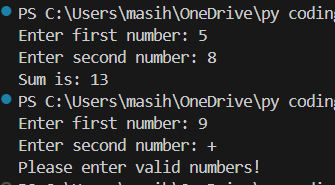 PS C:\Users\masih\OneDrive\py coding
Enter first number: 5
Enter second number: 8
Sum is: 13
PS C:\Users\masih\OneDrive\py coding
Enter first number: 9
Enter second number: +
Please enter valid numbers!